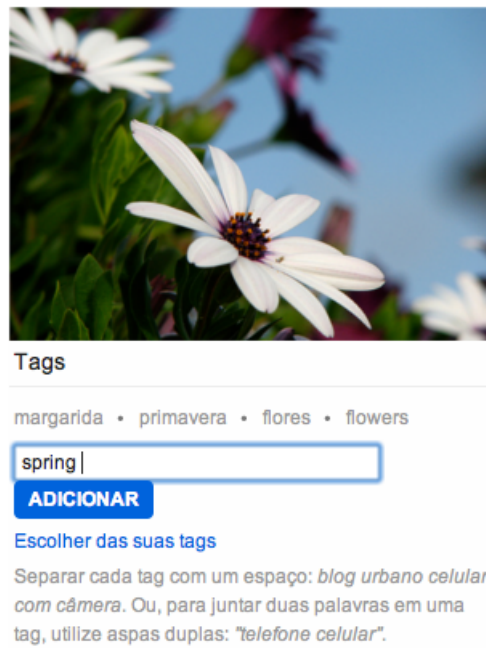 Tags
margarida • primavera • flores • flowers
spring
ADICIONAR
Escolher das suas tags
Separar cada tag com um espaço: blog urbano celular
com câmera. Ou, para juntar duas palavras em uma
tag, utilize aspas duplas: "telefone celular".